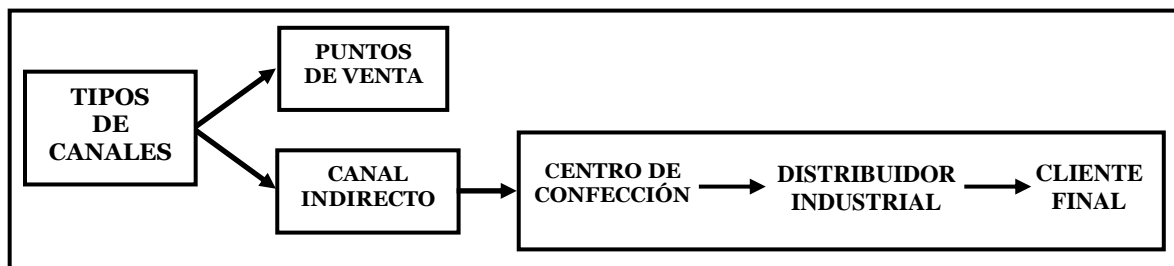 PUNTOS
DE VENTA
TIPOS
DE
CANALES
CANAL
INDIRECTO
CENTRO DE
CONFECCIÓN
DISTRIBUIDOR
INDUSTRIAL
CLIENTE
FINAL